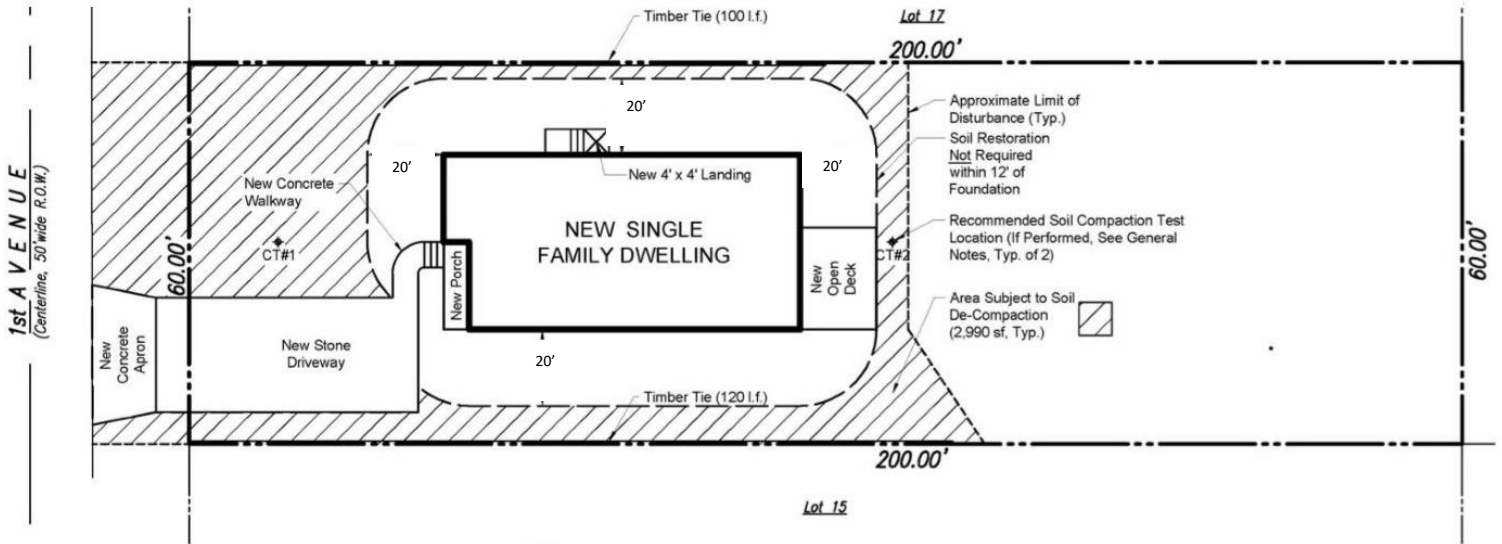 Timber Tie (100 l.f.)
Lot 17
200.00'
20'
Approximate Limit of
Disturbance (Typ.)
Soil Restoration
Not Required
within 12' of
Foundation
20'
20'
New 4' x 4' Landing
New Concrete
Walkway
1st AVENUE
(Centerline, 50'wide R.O.W.)
60.00'
CT#1
NEW SINGLE
FAMILY DWELLING
New Porch
New
Open
Deck
CT#2
Recommended Soil Compaction Test
Location (If Performed, See General
Notes, Typ. of 2)
60.00'
Area Subject to Soil
De-Compaction
(2,990 sf, Typ.)
New
Concrete
Apron
New Stone
Driveway
20'
Timber Tie (120 l.f.)
200.00'
Lot 15